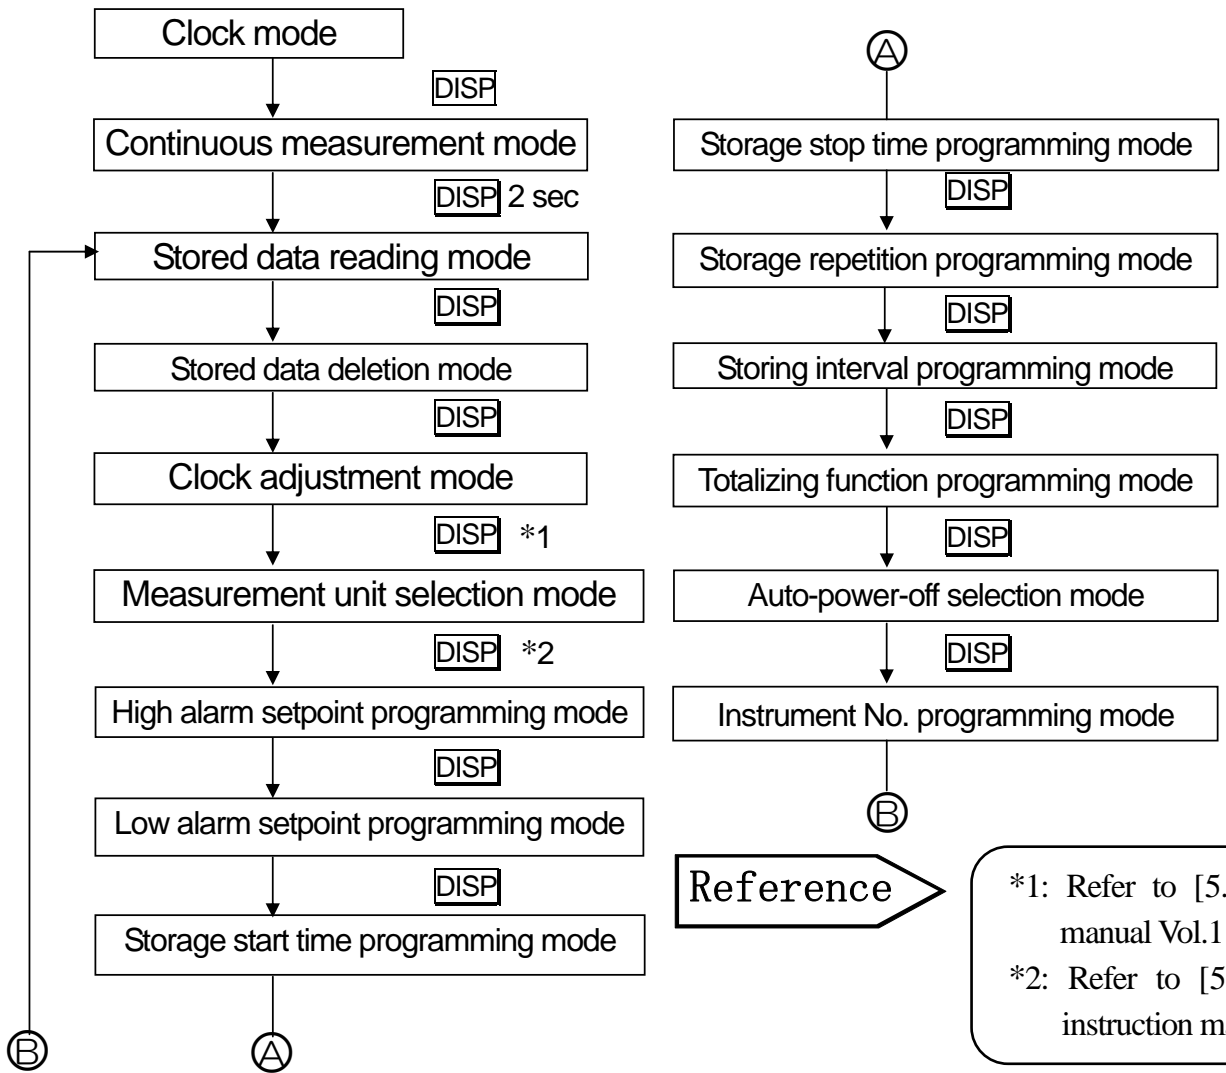 Clock mode
DISP
Continuous measurement mode
DISP 2 sec
Stored data reading mode
DISP
Stored data deletion mode
DISP
Clock adjustment mode
DISP *1
Measurement unit selection mode
DISP *2
High alarm setpoint programming mode
DISP
Low alarm setpoint programming mode
DISP
Storage start time programming mode
B
A
A
Storage stop time programming mode
DISP
Storage repetition programming mode
DISP
Storing interval programming mode
DISP
Totalizing function programming mode
DISP
Auto-power-off selection mode
DISP
Instrument No. programming mode
B
Reference
*1: Refer to [5.
manual Vol.1
*2: Refer to [5
instruction m